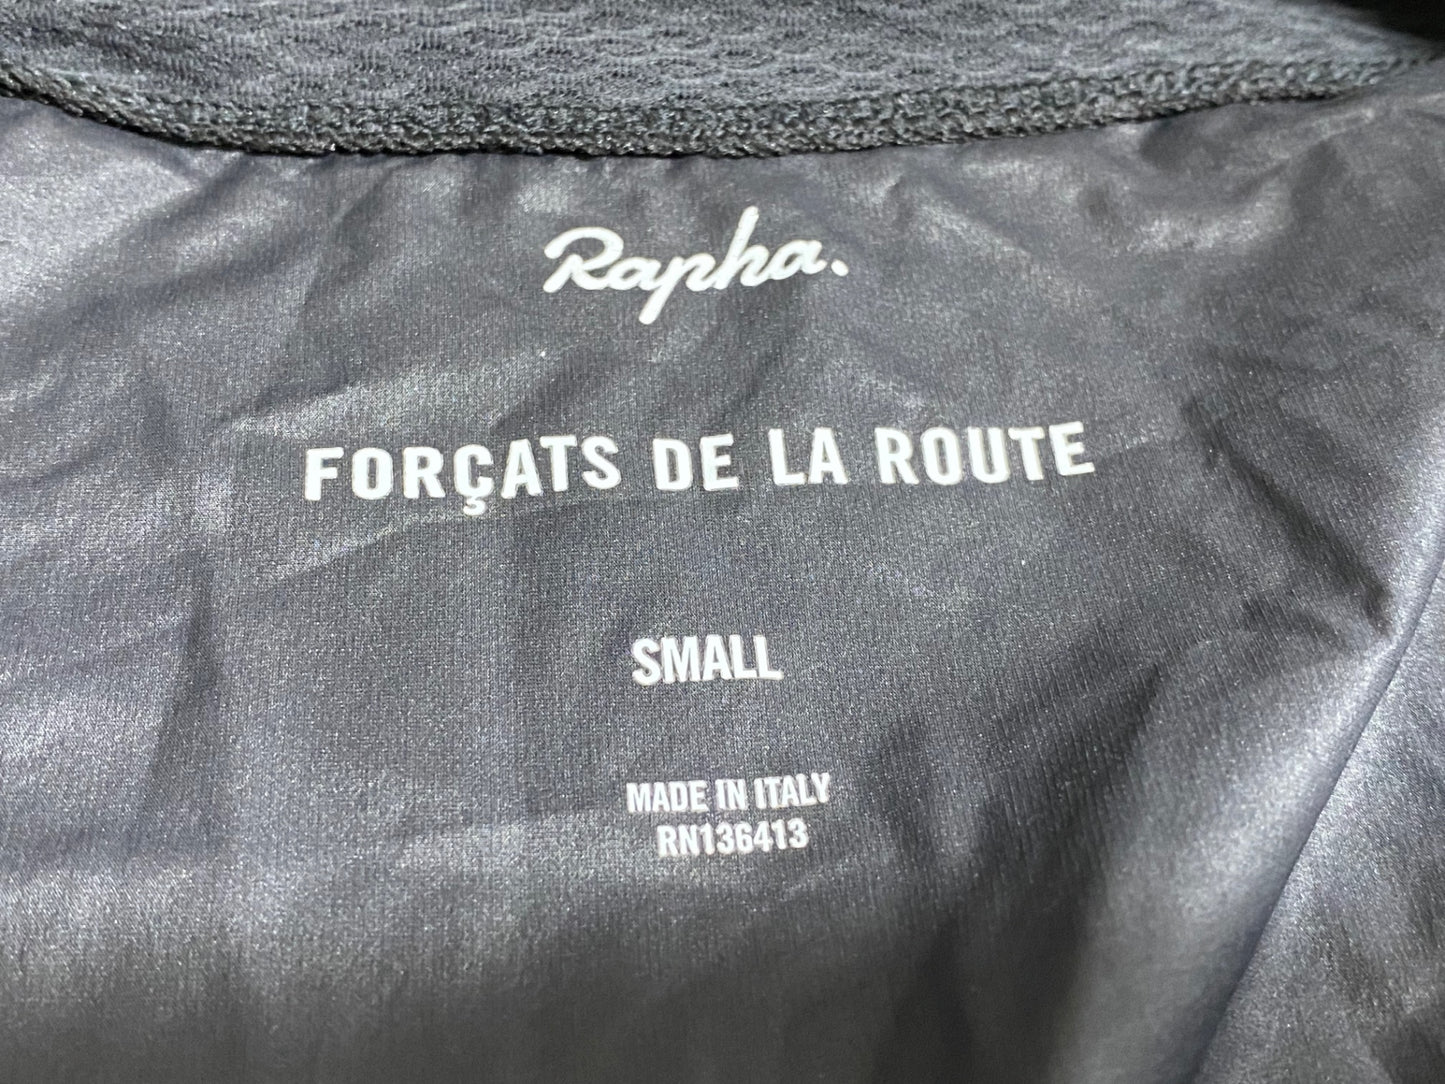 Rapha.
FORÇATS DE LA ROUTE
SMALL
MADE IN ITALY
RN136413